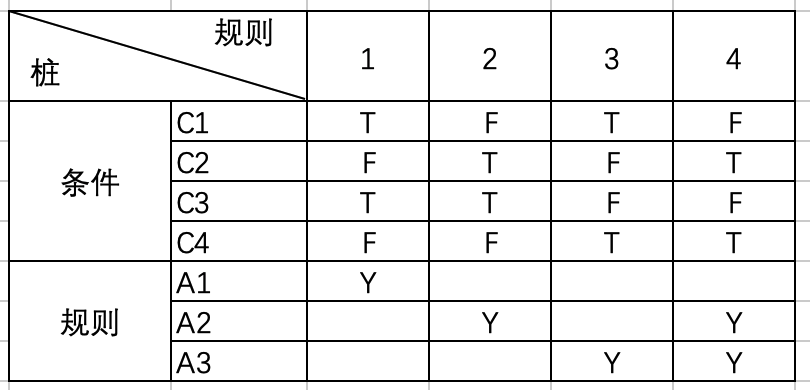 规则
桩
1 2 3 4
条件
C1 T F T F
C2 F T F T
C3 T T F F
C4 F F T T
规则
A1 Y
A2 Y Y
A3 Y Y